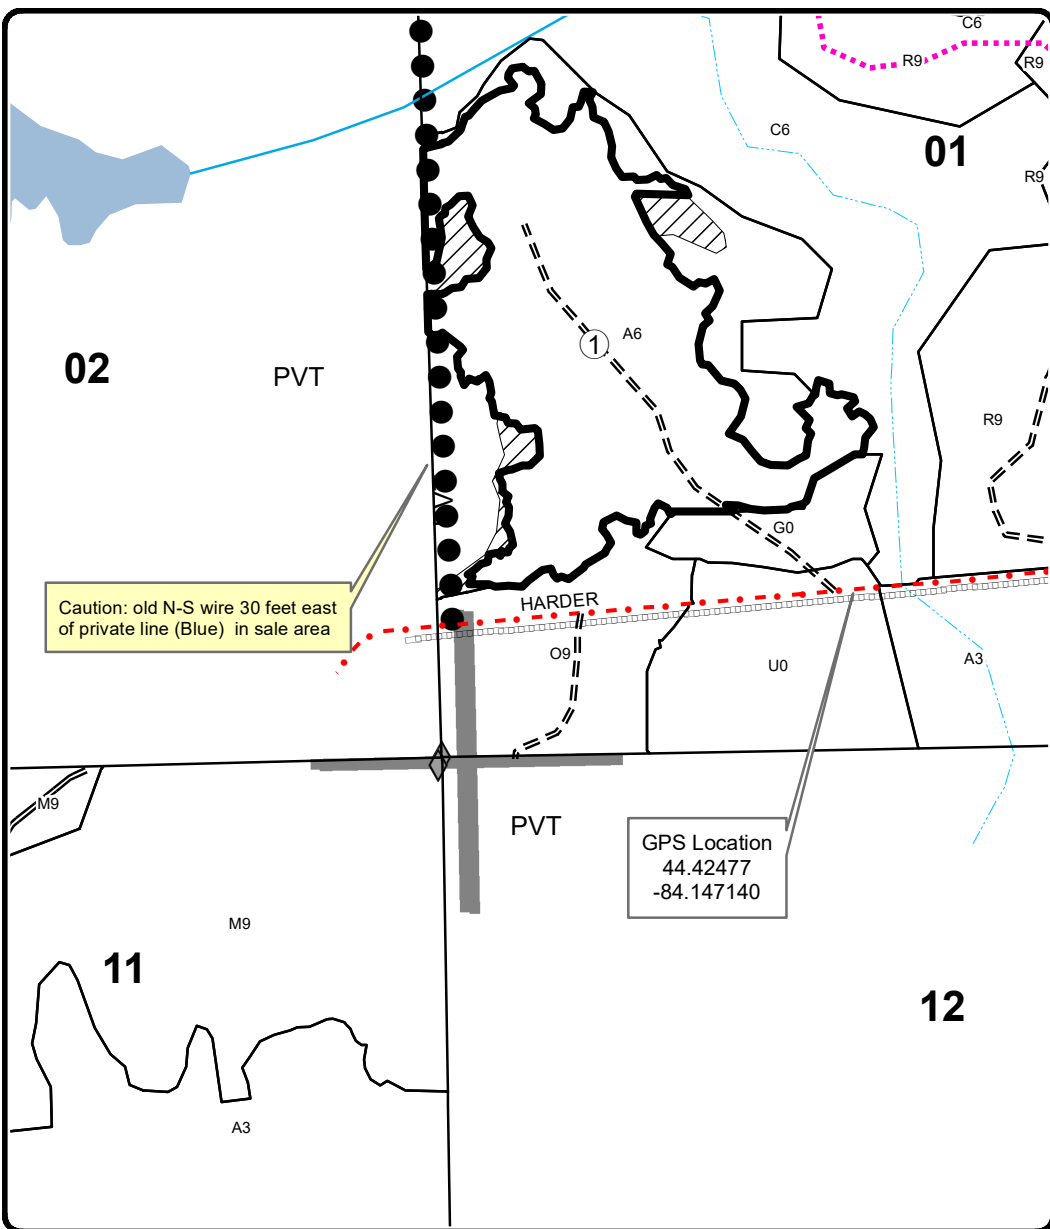 C6
R9
R9
C6
01
R9
1
A6
02
PVT
R9
G0
Caution: old N-S wire 30 feet east
of private line (Blue) in sale area
HARDER
O9
U0
A3
M9
PVT
GPS Location
44.42477
-84.147140
M9
11
12
A3